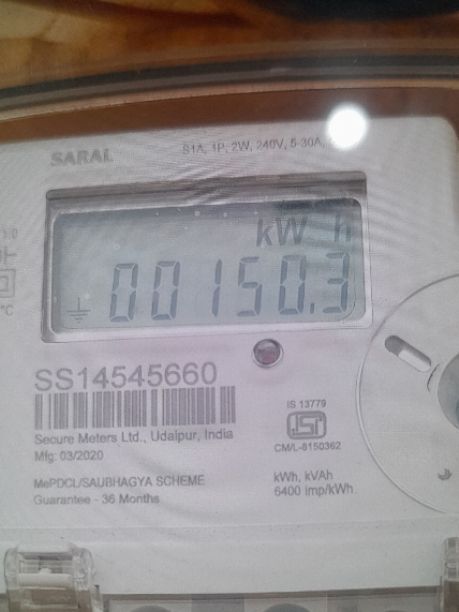 SARAL
S1A, 1P, 2W, 240V, 5-30A,
kW h
00150.3
SS14545660
Secure Meters Ltd., Udaipur, India
Mfg: 03/2020
IS 13779
CM/L-8150362
MePDCL/SAUBHAGYA SCHEME
Guarantee - 36 Months
kWh, kVAh
6400 imp/kWh